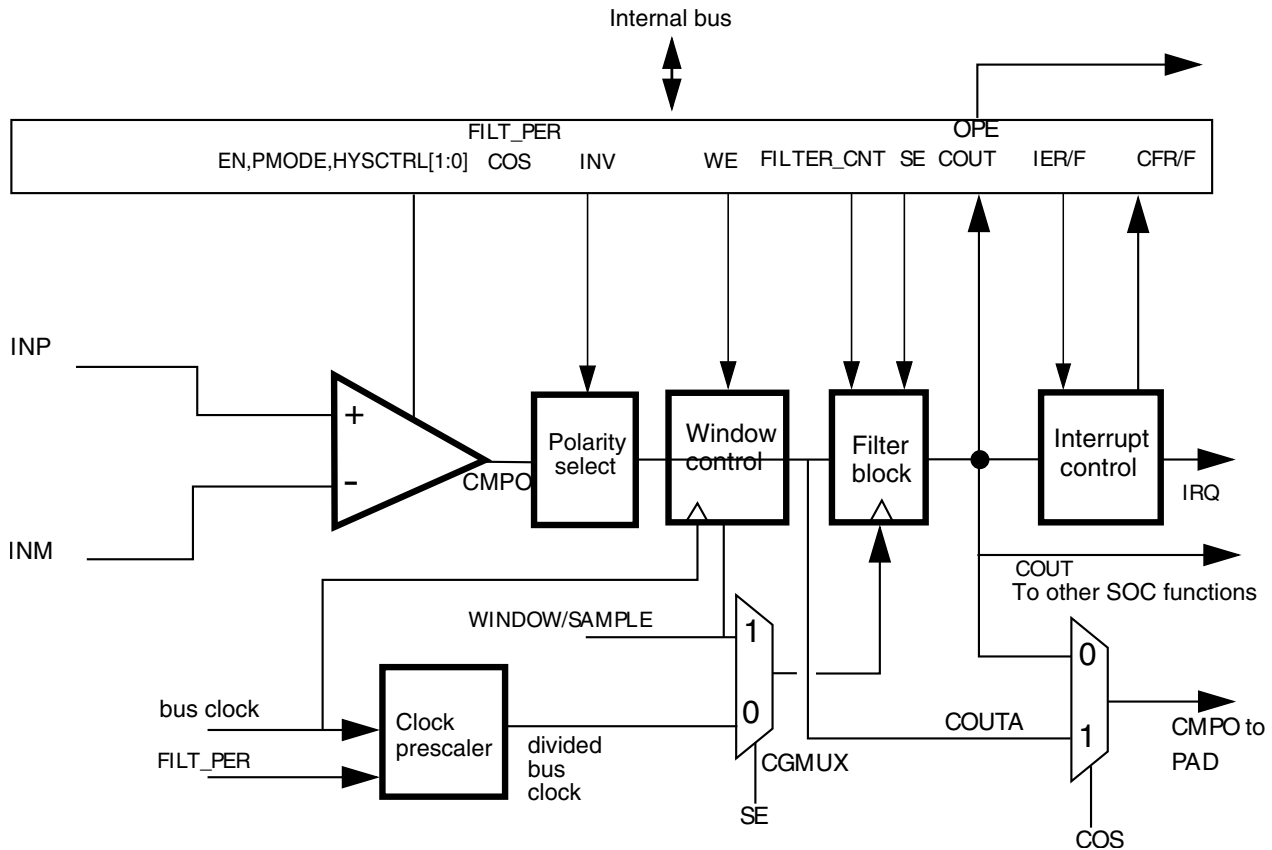 Internal bus
FILT_PER
OPE
EN,PMODE,HYSCTRL[1:0]
COS
INV
WE
FILTER_CNT
SE
COUT
IER/F
CFR/F
INP
+
-
INM
CMPO
Polarity
select
Window
control
Filter
block
Interrupt
control
IRQ
COUT
To other SOC functions
WINDOW/SAMPLE
1
0
CGMUX
SE
bus clock
FILT_PER
Clock
prescaler
divided
bus
clock
COUTA
0
1
CMPO to
PAD
COS